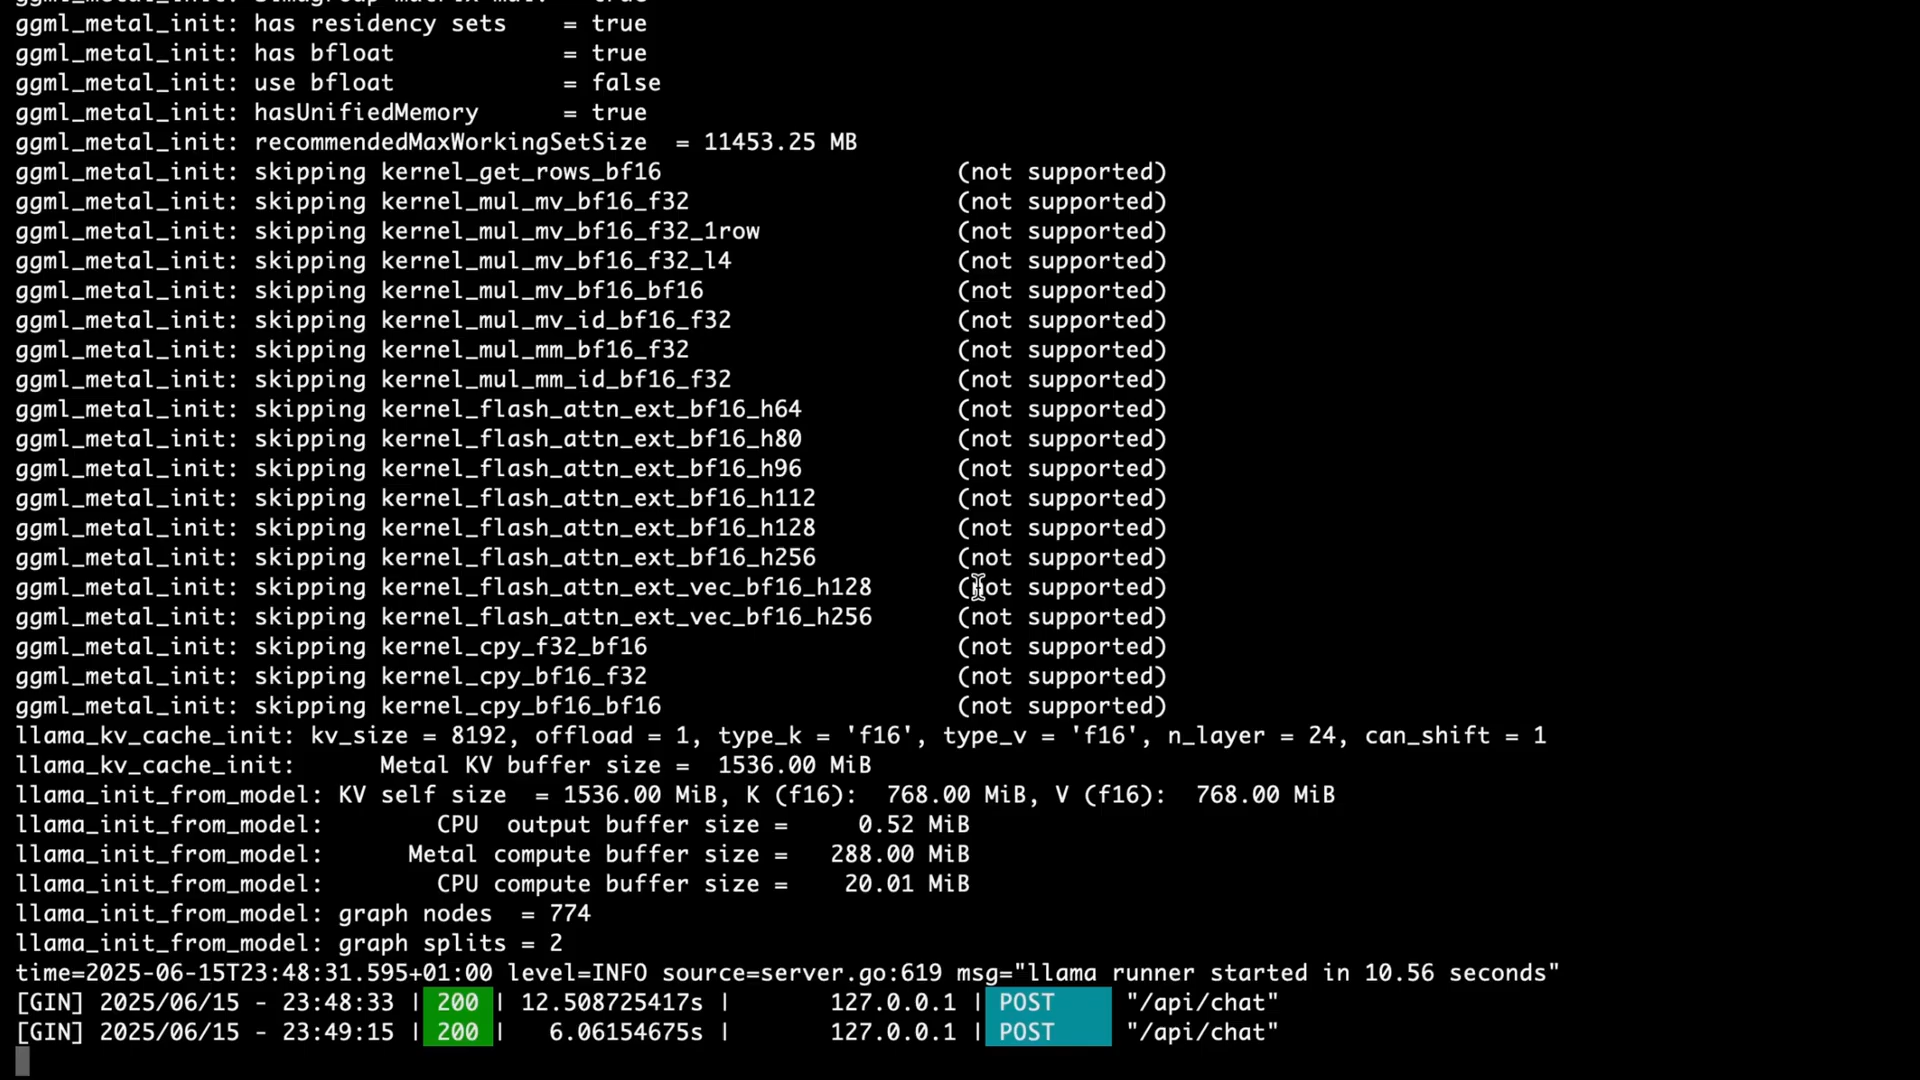 ggml_metal_init: simdgroup matrix mul. = true
ggml_metal_init: has residency sets    = true
ggml_metal_init: has bfloat            = true
ggml_metal_init: use bfloat            = false
ggml_metal_init: hasUnifiedMemory      = true
ggml_metal_init: recommendedMaxWorkingSetSize  = 11453.25 MB
ggml_metal_init: skipping kernel_get_rows_bf16                     (not supported)
ggml_metal_init: skipping kernel_mul_mv_bf16_f32                   (not supported)
ggml_metal_init: skipping kernel_mul_mv_bf16_f32_1row              (not supported)
ggml_metal_init: skipping kernel_mul_mv_bf16_f32_l4                (not supported)
ggml_metal_init: skipping kernel_mul_mv_bf16_bf16                  (not supported)
ggml_metal_init: skipping kernel_mul_mv_id_bf16_f32                (not supported)
ggml_metal_init: skipping kernel_mul_mm_bf16_f32                   (not supported)
ggml_metal_init: skipping kernel_mul_mm_id_bf16_f32                (not supported)
ggml_metal_init: skipping kernel_flash_attn_ext_bf16_h64           (not supported)
ggml_metal_init: skipping kernel_flash_attn_ext_bf16_h80           (not supported)
ggml_metal_init: skipping kernel_flash_attn_ext_bf16_h96           (not supported)
ggml_metal_init: skipping kernel_flash_attn_ext_bf16_h112          (not supported)
ggml_metal_init: skipping kernel_flash_attn_ext_bf16_h128          (not supported)
ggml_metal_init: skipping kernel_flash_attn_ext_bf16_h256          (not supported)
ggml_metal_init: skipping kernel_flash_attn_ext_vec_bf16_h128      (not supported)
ggml_metal_init: skipping kernel_flash_attn_ext_vec_bf16_h256      (not supported)
ggml_metal_init: skipping kernel_cpy_f32_bf16                      (not supported)
ggml_metal_init: skipping kernel_cpy_bf16_f32                      (not supported)
ggml_metal_init: skipping kernel_cpy_bf16_bf16                     (not supported)
llama_kv_cache_init: kv_size = 8192, offload = 1, type_k = 'f16', type_v = 'f16', n_layer = 24, can_shift = 1
llama_kv_cache_init:      Metal KV buffer size =  1536.00 MiB
llama_init_from_model: KV self size  = 1536.00 MiB, K (f16):  768.00 MiB, V (f16):  768.00 MiB
llama_init_from_model:        CPU  output buffer size =     0.52 MiB
llama_init_from_model:      Metal compute buffer size =   288.00 MiB
llama_init_from_model:        CPU compute buffer size =    20.01 MiB
llama_init_from_model: graph nodes  = 774
llama_init_from_model: graph splits = 2
time=2025-06-15T23:48:31.595+01:00 level=INFO source=server.go:619 msg="llama runner started in 10.56 seconds"
[GIN] 2025/06/15 - 23:48:33 | 200 | 12.508725417s |       127.0.0.1 | POST     "/api/chat"
[GIN] 2025/06/15 - 23:49:15 | 200 |   6.06154675s |       127.0.0.1 | POST     "/api/chat"